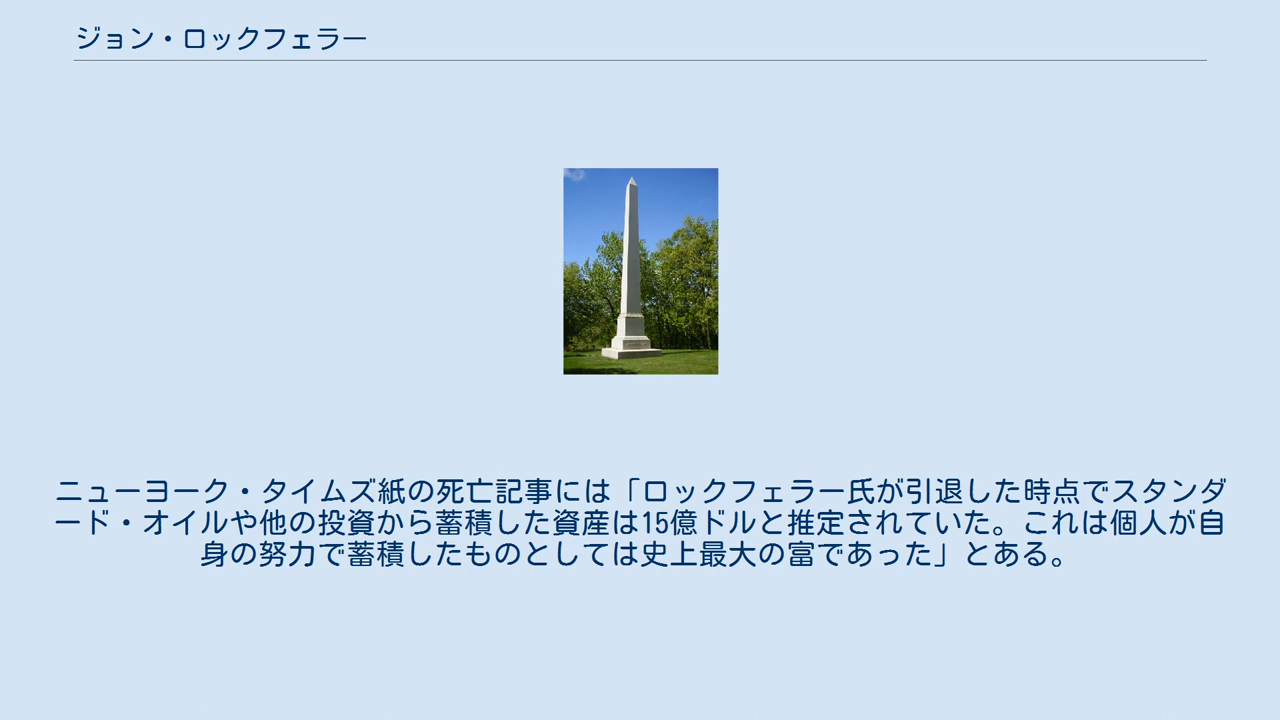 ジョン・ロックフェラー
ニューヨーク・タイムズ紙の死亡記事には「ロックフェラー氏が引退した時点でスタンダ
ード・オイルや他の投資から蓄積した資産は15億ドルと推定されていた。これは個人が自
身の努力で蓄積したものとしては史上最大の富であった」とある。